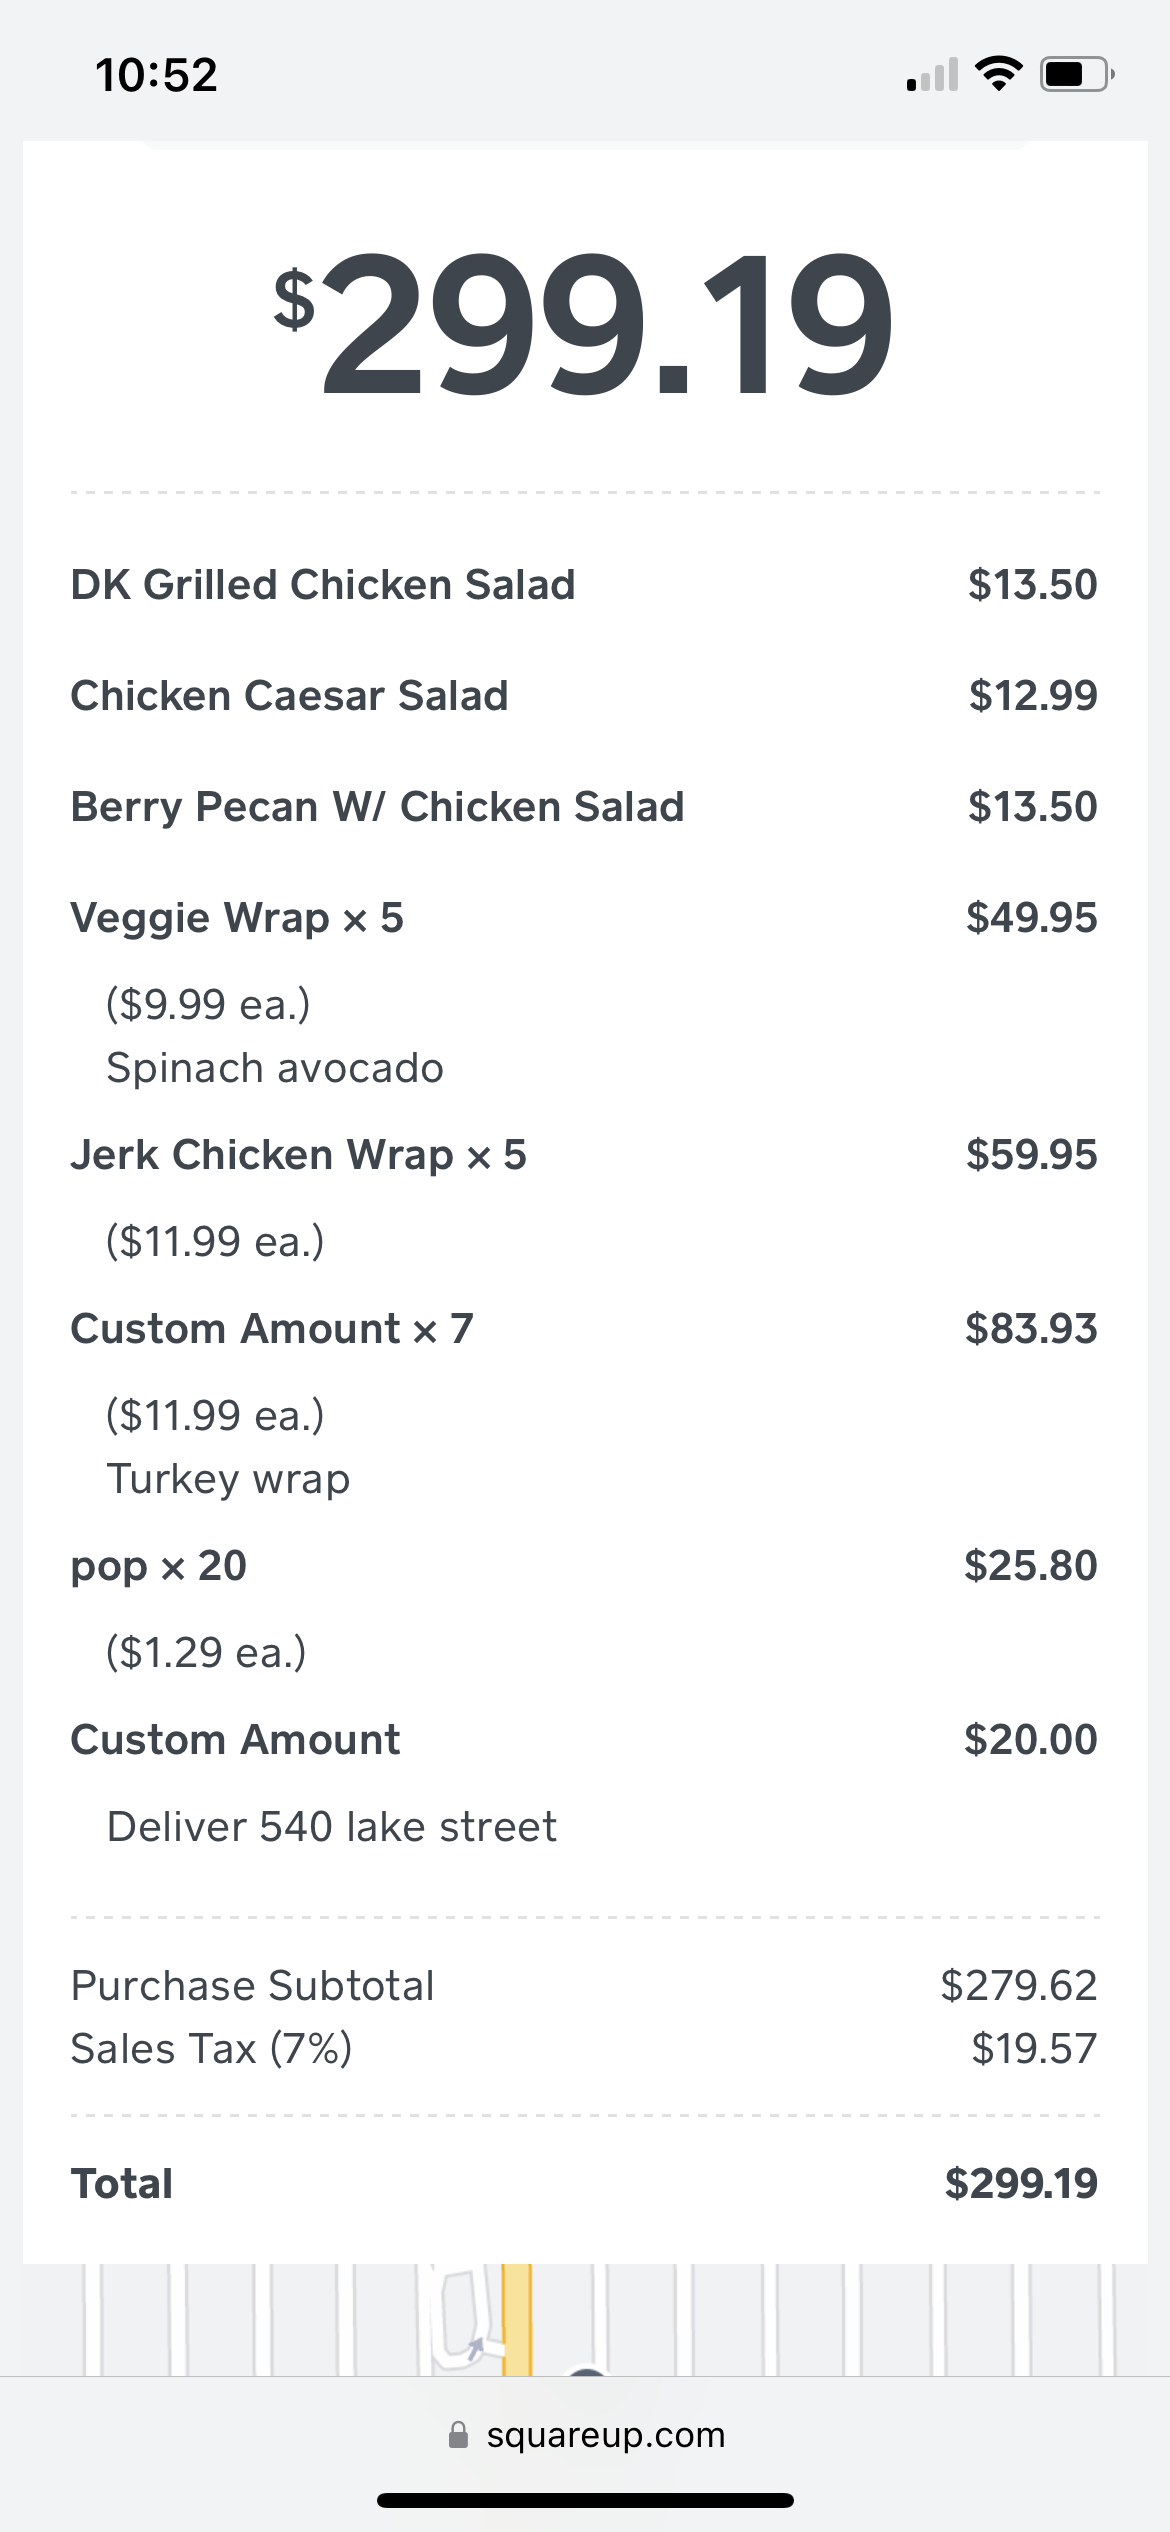 10:52
$299.19
DK Grilled Chicken Salad $13.50
Chicken Caesar Salad $12.99
Berry Pecan W/ Chicken Salad $13.50
Veggie Wrap × 5 $49.95
($9.99 ea.)
Spinach avocado
Jerk Chicken Wrap × 5 $59.95
($11.99 ea.)
Custom Amount × 7 $83.93
($11.99 ea.)
Turkey wrap
pop × 20 $25.80
($1.29 ea.)
Custom Amount $20.00
Deliver 540 lake street
Purchase Subtotal $279.62
Sales Tax (7%) $19.57
Total $299.19
squareup.com